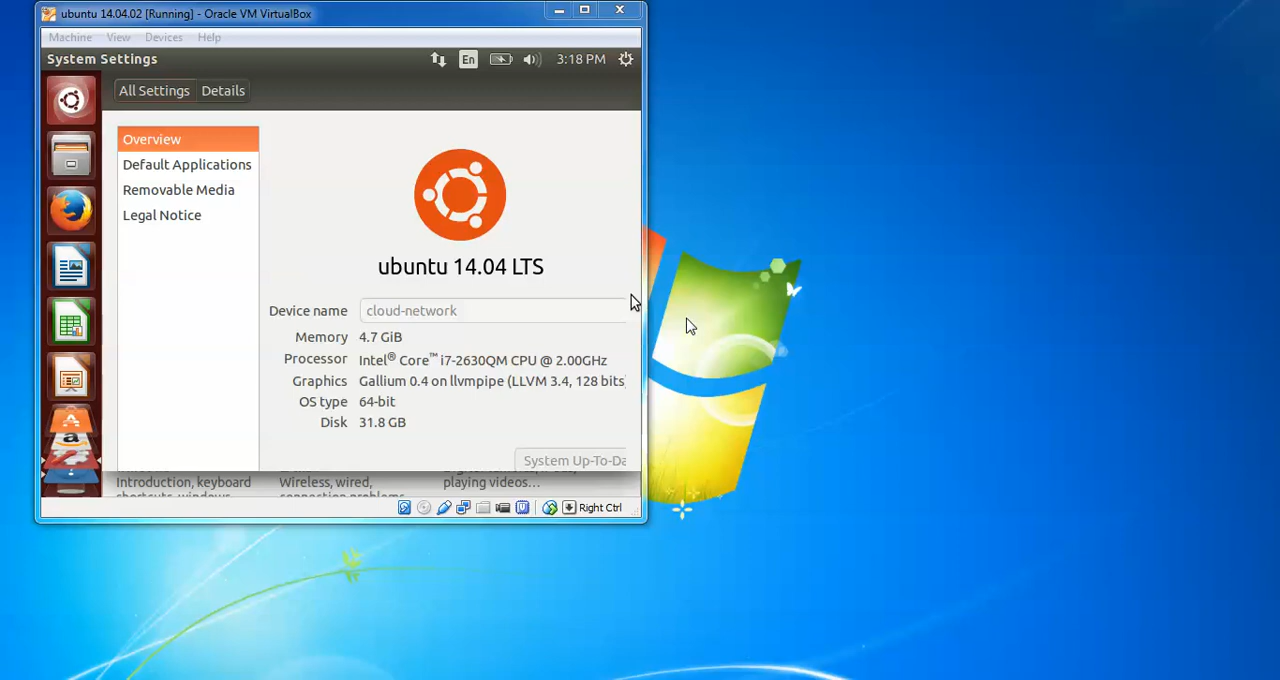 ubuntu 14.04.02 [Running] - Oracle VM VirtualBox
Machine View Devices Help
System Settings En 3:18 PM
All Settings Details
Overview
Default Applications
Removable Media
Legal Notice
ubuntu 14.04 LTS
Device name cloud-network
Memory 4.7 GiB
Processor Intel® Core™ i7-2630QM CPU @ 2.00GHz
Graphics Gallium 0.4 on llvmpipe (LLVM 3.4, 128 bits)
OS type 64-bit
Disk 31.8 GB
System Up-To-Da
Introduction, keyboard Wireless, wired, playing videos...
shortcuts, windows connection problems
Right Ctrl